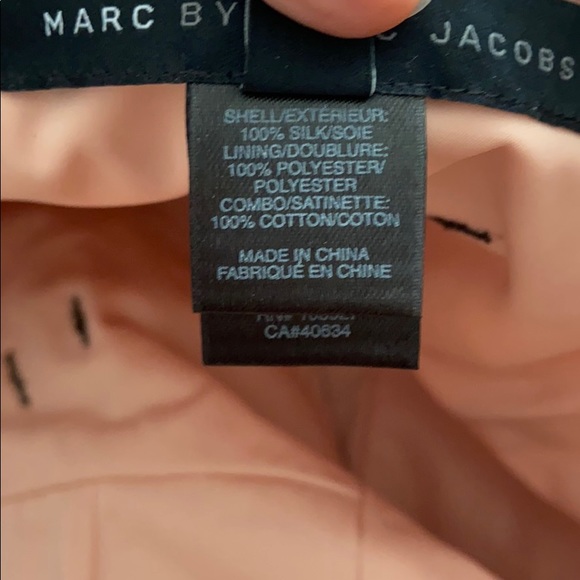 MARC BY C JACOBS
SHELL/EXTÉRIEUR:
100% SILK/SOIE
LINING/DOUBLURE:
100% POLYESTER/
POLYESTER
COMBO/SATINETTE:
100% COTTON/COTON
MADE IN CHINA
FABRIQUÉ EN CHINE
CA#40634